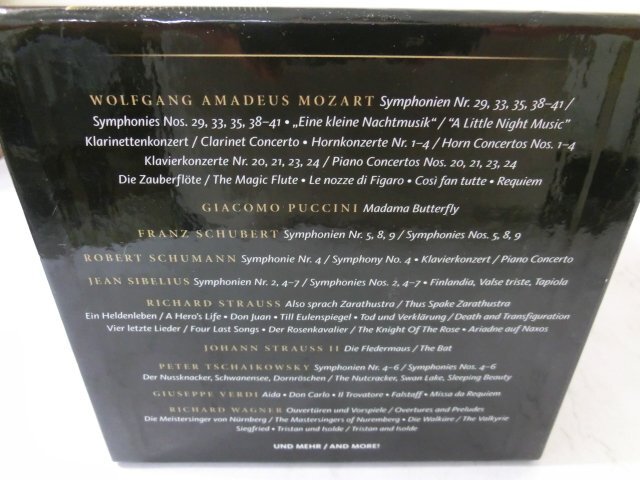 WOLFGANG AMADEUS MOZART Symphonien Nr. 29, 33, 35, 38–41 /
Symphonies Nos. 29, 33, 35, 38–41 • „Eine kleine Nachtmusik“ / “A Little Night Music”
Klarinettenkonzert / Clarinet Concerto • Hornkonzerte Nr. 1–4 / Horn Concertos Nos. 1–4
Klavierkonzerte Nr. 20, 21, 23, 24 / Piano Concertos Nos. 20, 21, 23, 24
Die Zauberflöte / The Magic Flute • Le nozze di Figaro • Così fan tutte • Requiem
GIACOMO PUCCINI Madama Butterfly
FRANZ SCHUBERT Symphonien Nr. 5, 8, 9 / Symphonies Nos. 5, 8, 9
ROBERT SCHUMANN Symphonie Nr. 4 / Symphony No. 4 • Klavierkonzert / Piano Concerto
JEAN SIBELIUS Symphonien Nr. 2, 4–7 / Symphonies Nos. 2, 4–7 • Finlandia, Valse triste, Tapiola
RICHARD STRAUSS Also sprach Zarathustra / Thus Spake Zarathustra
Ein Heldenleben / A Hero's Life • Don Juan • Till Eulenspiegel • Tod und Verklärung / Death and Transfiguration
Vier letzte Lieder / Four Last Songs • Der Rosenkavalier / The Knight Of The Rose • Ariadne auf Naxos
JOHANN STRAUSS II Die Fledermaus / The Bat
PETER TSCHAIKOWSKY Symphonien Nr. 4–6 / Symphonies Nos. 4–6
Der Nussknacker, Schwanensee, Dornröschen / The Nutcracker, Swan Lake, Sleeping Beauty
GIUSEPPE VERDI Aida • Don Carlo • Il Trovatore • Falstaff • Missa da Requiem
RICHARD WAGNER Ouvertüren und Vorspiele / Overtures and Preludes
Die Meistersinger von Nürnberg / The Mastersingers of Nuremberg • Die Walküre / The Valkyrie
Siegfried • Tristan und Isolde / Tristan and Isolde
UND MEHR / AND MORE!